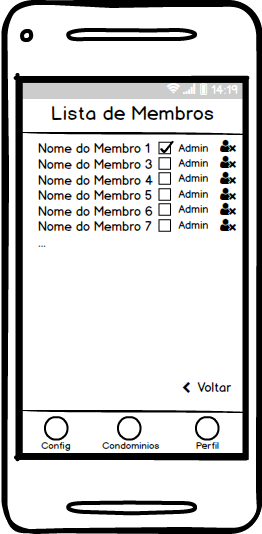 14:19
Lista de Membros
Nome do Membro 1 Admin
Nome do Membro 3 Admin
Nome do Membro 4 Admin
Nome do Membro 5 Admin
Nome do Membro 6 Admin
Nome do Membro 7 Admin
...
Voltar
Config Condominios Perfil